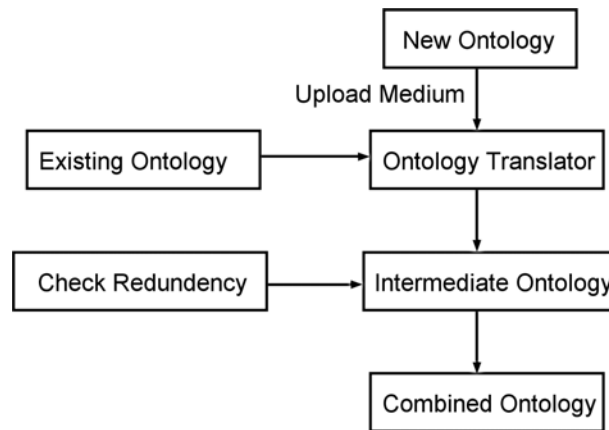 New Ontology
Upload Medium
Existing Ontology
Ontology Translator
Check Redundency
Intermediate Ontology
Combined Ontology